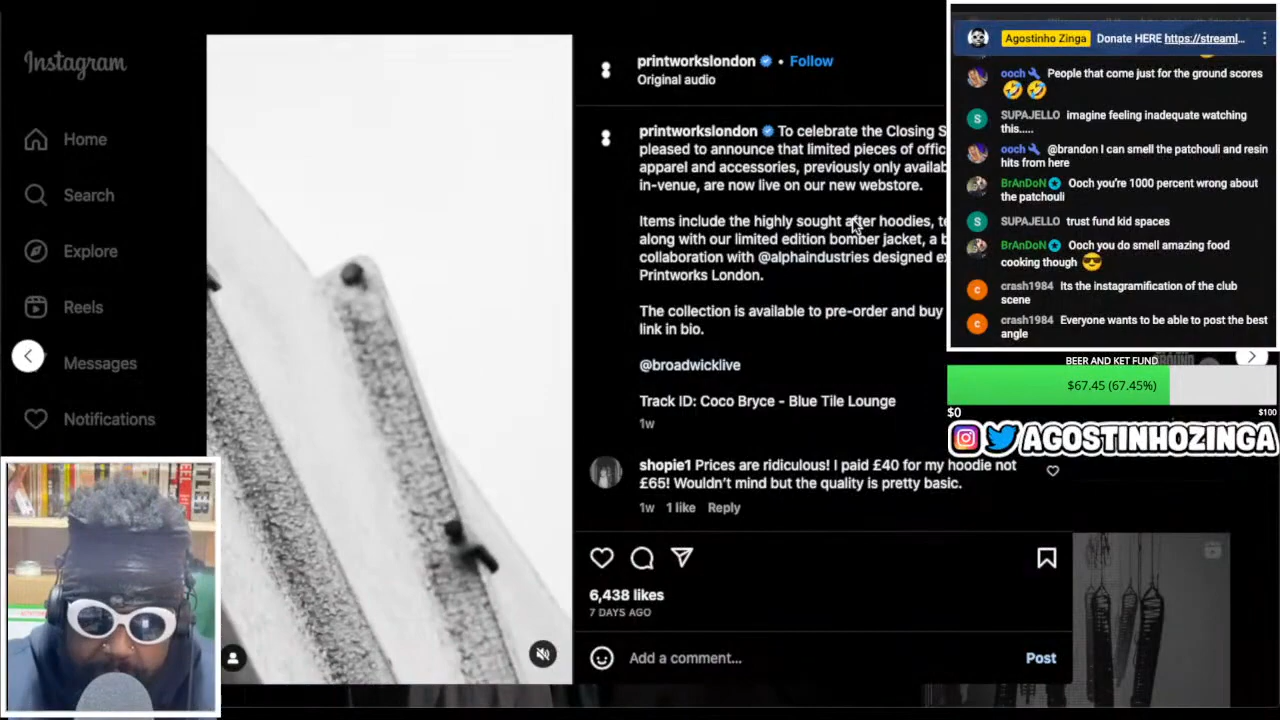 Instagram
Home
Search
Explore
Reels
Messages
Notifications
printworkslondon • Follow
Original audio
printworkslondon To celebrate the Closing S
pleased to announce that limited pieces of offic
apparel and accessories, previously only availab
in-venue, are now live on our new webstore.
Items include the highly sought after hoodies, te
along with our limited edition bomber jacket, a b
collaboration with @alphaindustries designed ex
Printworks London.
The collection is available to pre-order and buy
link in bio.
@broadwicklive
Track ID: Coco Bryce - Blue Tile Lounge
1w
shopie1 Prices are ridiculous! I paid £40 for my hoodie not
£65! Wouldn't mind but the quality is pretty basic.
1w 1 like Reply
6,438 likes
7 DAYS AGO
Add a comment... Post
Agostinho Zinga Donate HERE https://streaml...
ooch People that come just for the ground scores
🤣🤣
S SUPAJELLO imagine feeling inadequate watching
this.....
ooch @brandon I can smell the patchouli and resin
hits from here
BrAnDoN Ooch you're 1000 percent wrong about
the patchouli
S SUPAJELLO trust fund kid spaces
BrAnDoN Ooch you do smell amazing food
cooking though 😎
c crash1984 Its the instagramification of the club
scene
c crash1984 Everyone wants to be able to post the best
angle
BEER AND KET FUND
$67.45 (67.45%)
$0 $100
AGOSTINHOZINGA